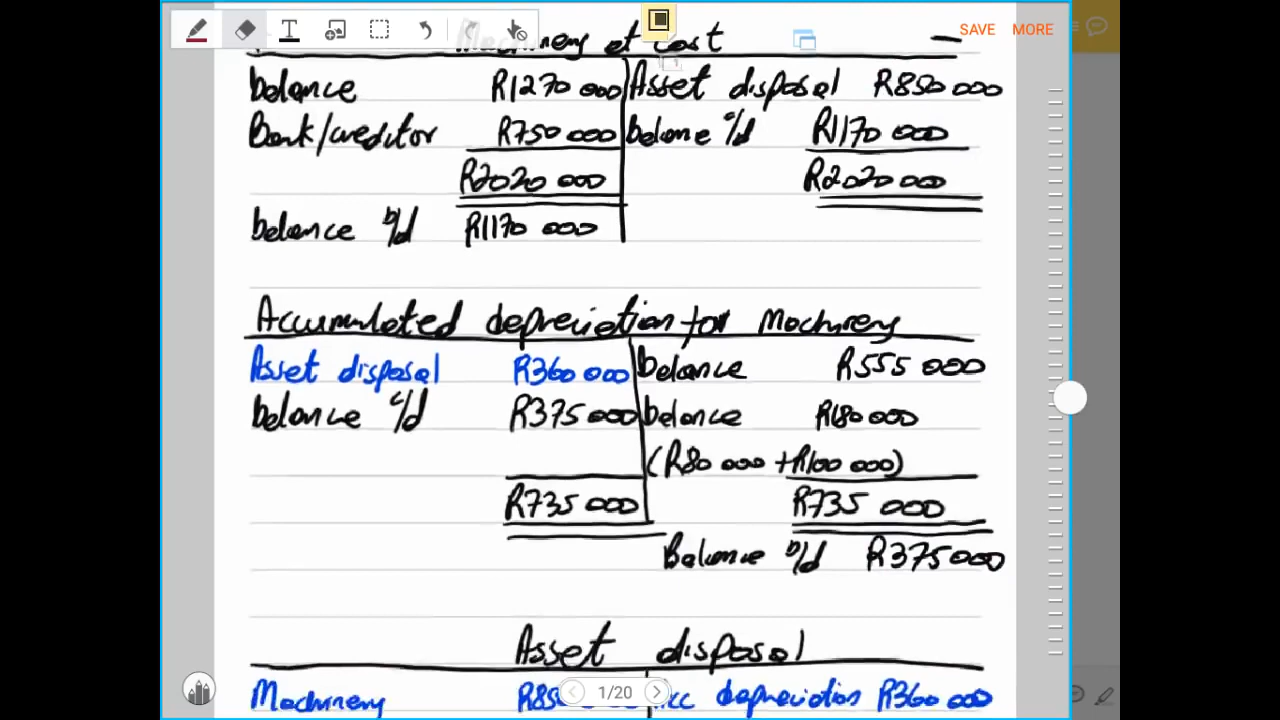 SAVE MORE
Machinery at cost
balance R1270 000 Asset disposal R850 000
Bank/creditor R750 000 balance c/d R1170 000
R2020 000 R2020 000
balance b/d R1170 000
Accumulated depreciation for Machinery
Asset disposal R360 000 balance R555 000
balance c/d R375 000 balance R180 000
(R80 000 + R100 000)
R735 000 R735 000
Balance b/d R375 000
Asset disposal
Machinery depreciation R360 000
1/20